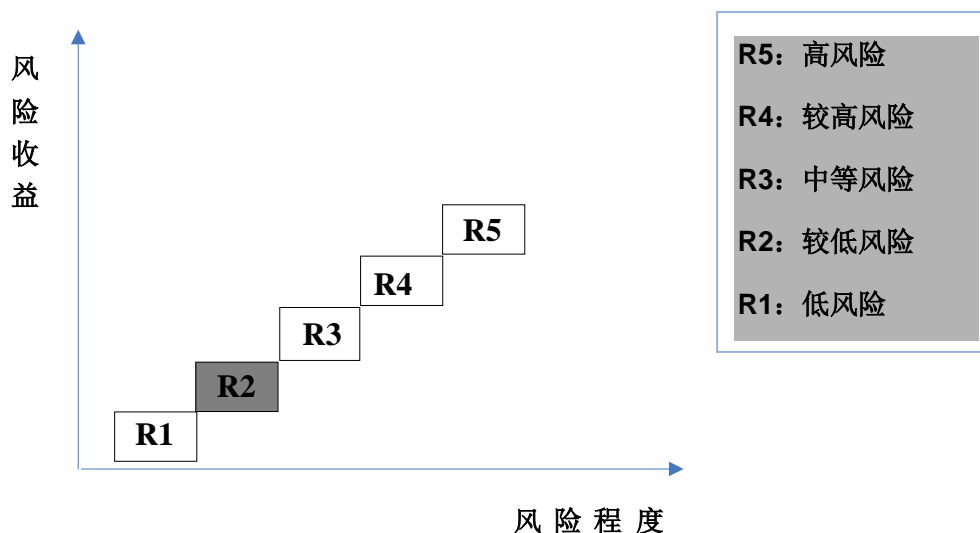 风
险
收
益
R5
R4
R3
R2
R1
风 险 程 度
R5：高风险
R4：较高风险
R3：中等风险
R2：较低风险
R1：低风险